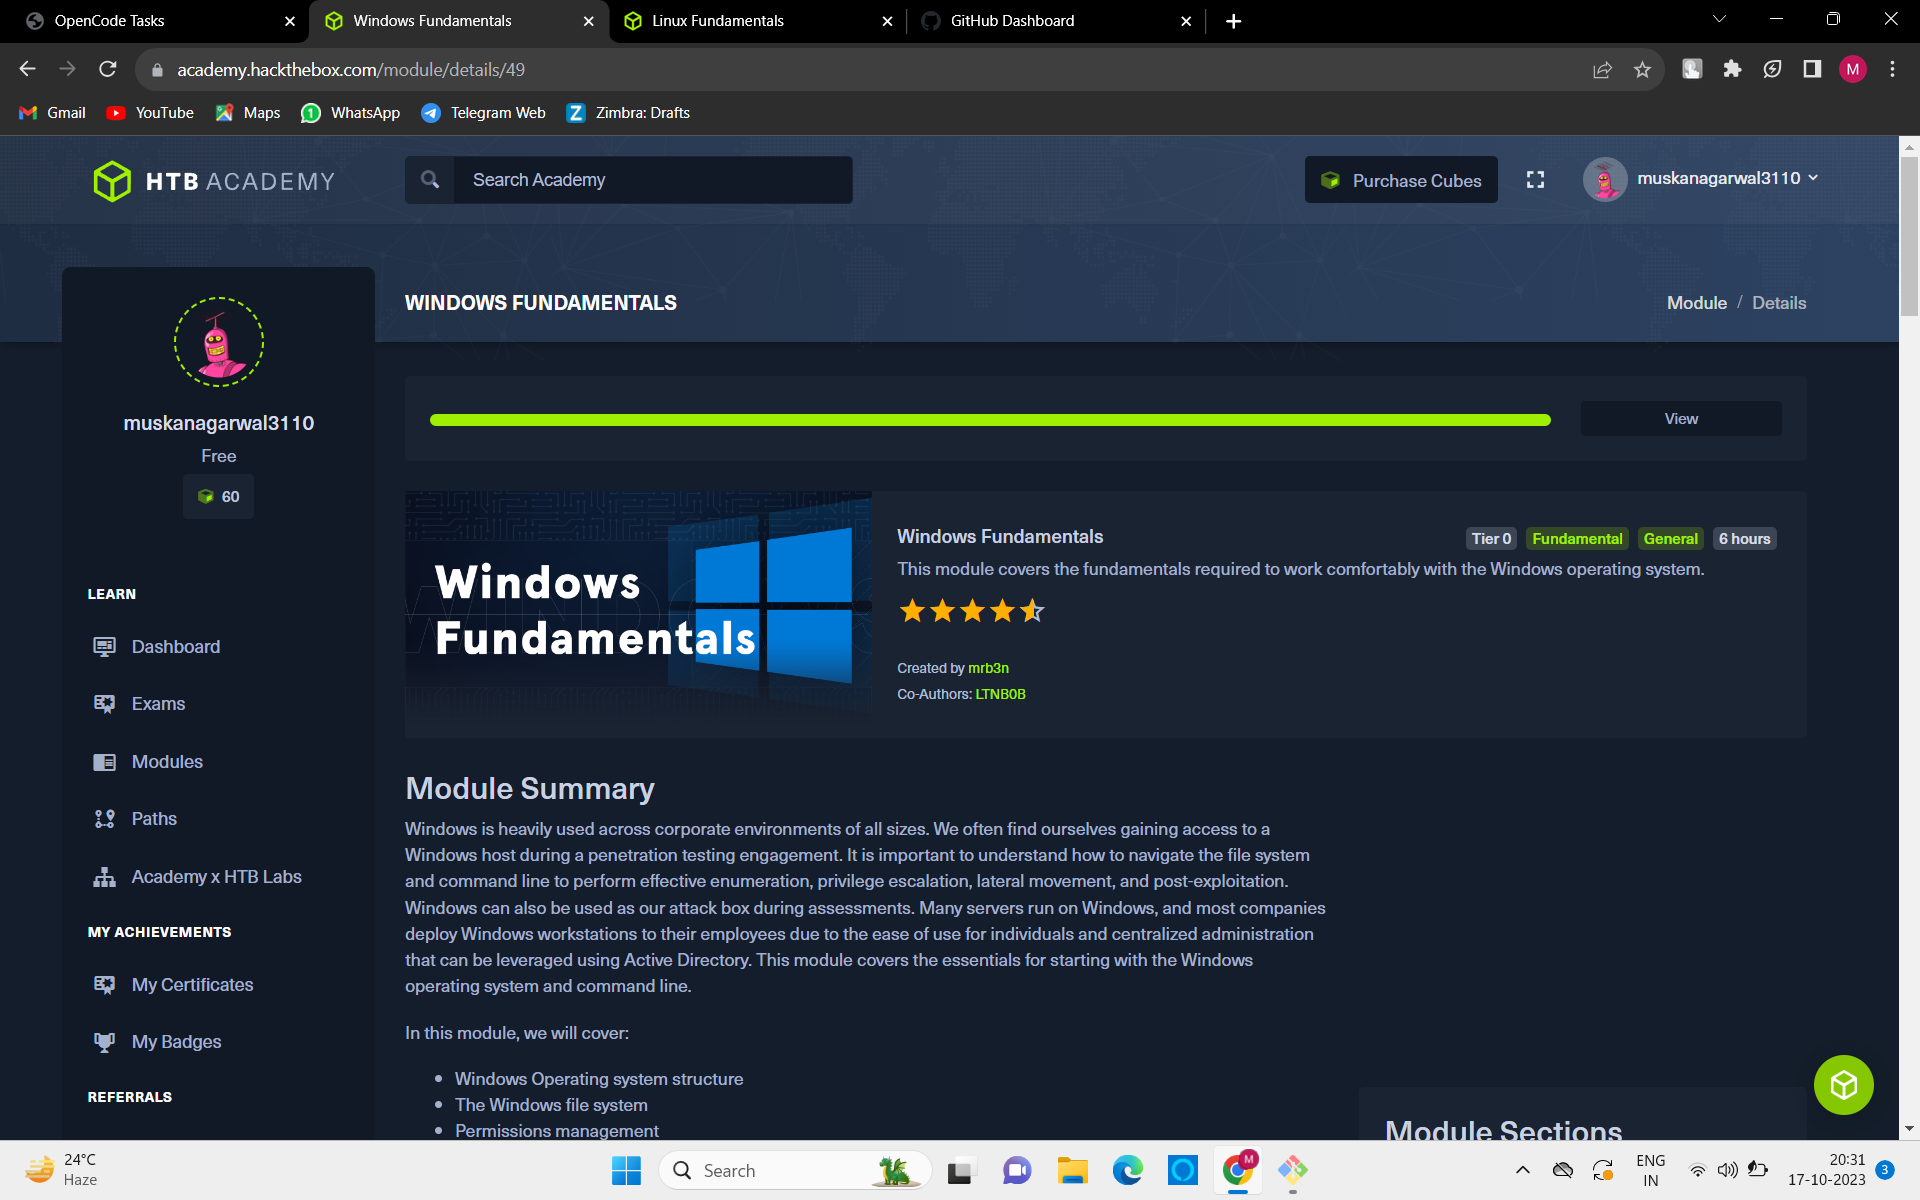 OpenCode Tasks
Windows Fundamentals
Linux Fundamentals
GitHub Dashboard
academy.hackthebox.com/module/details/49
M
Gmail
YouTube
Maps
1
WhatsApp
Telegram Web
Z
Zimbra: Drafts
HTB ACADEMY
Search Academy
Purchase Cubes
muskanagarwal3110
WINDOWS FUNDAMENTALS
Module / Details
muskanagarwal3110
Free
60
View
Windows
Fundamentals
Windows Fundamentals
Tier 0
Fundamental
General
6 hours
This module covers the fundamentals required to work comfortably with the Windows operating system.
Created by mrb3n
Co-Authors: LTNB0B
LEARN
Dashboard
Exams
Modules
Paths
Academy x HTB Labs
MY ACHIEVEMENTS
My Certificates
My Badges
REFERRALS
Module Summary
Windows is heavily used across corporate environments of all sizes. We often find ourselves gaining access to a
Windows host during a penetration testing engagement. It is important to understand how to navigate the file system
and command line to perform effective enumeration, privilege escalation, lateral movement, and post-exploitation.
Windows can also be used as our attack box during assessments. Many servers run on Windows, and most companies
deploy Windows workstations to their employees due to the ease of use for individuals and centralized administration
that can be leveraged using Active Directory. This module covers the essentials for starting with the Windows
operating system and command line.
In this module, we will cover:
Windows Operating system structure
The Windows file system
Permissions management
Module Sections
24°C
Haze
Search
M
ENG
IN
20:31
17-10-2023
3